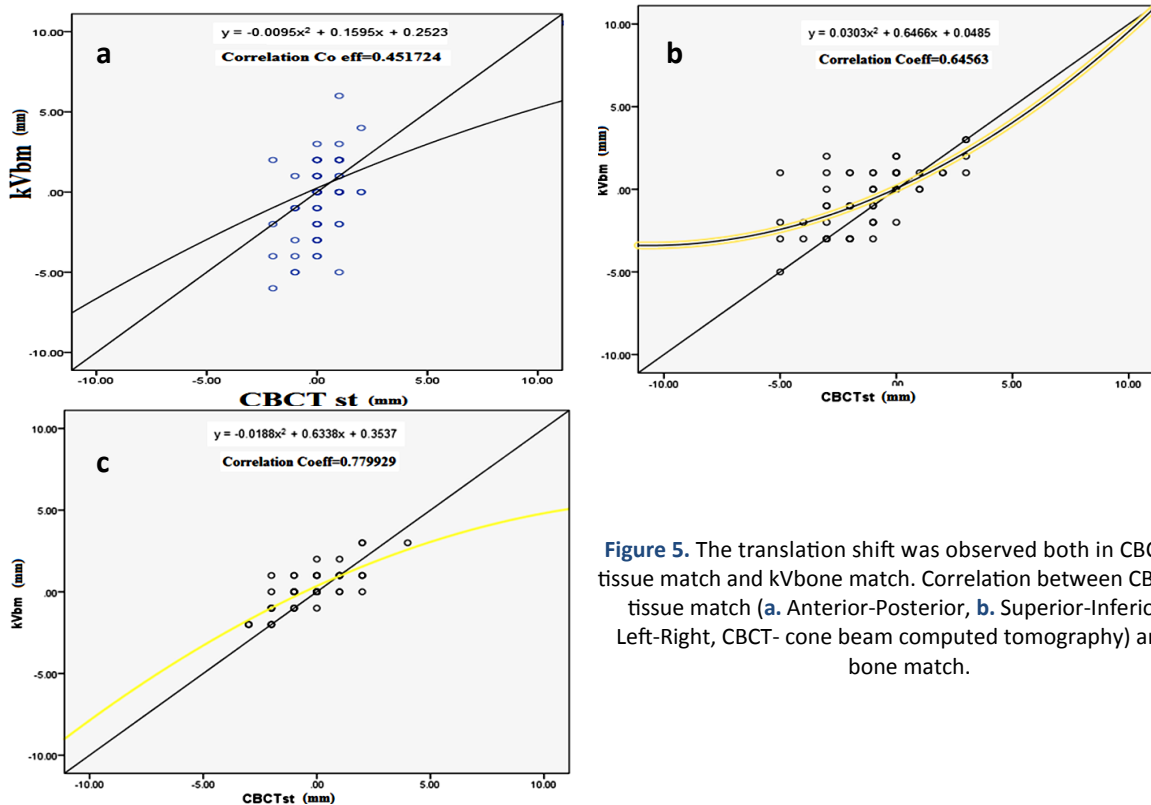 a
y = -0.0095x² + 0.1595x + 0.2523
Correlation Co eff=0.451724
kVbm (mm)
10.00
5.00
.00
-5.00
-10.00
-10.00 -5.00 .00 5.00 10.00
CBCT st (mm)
b
y = 0.0303x² + 0.6466x + 0.0485
Correlation Coeff=0.64563
kVbm (mm)
10.00
5.00
.00
-5.00
-10.00
-10.00 -5.00 .00 5.00 10.00
CBCTst (mm)
c
y = -0.0188x² + 0.6338x + 0.3537
Correlation Coeff=0.779929
kVbm (mm)
10.00
5.00
.00
-5.00
-10.00
-10.00 -5.00 .00 5.00 10.00
CBCTst (mm)
Figure 5. The translation shift was observed both in CBC
tissue match and kVbone match. Correlation between CB
tissue match (a. Anterior-Posterior, b. Superior-Inferio
Left-Right, CBCT- cone beam computed tomography) a
bone match.